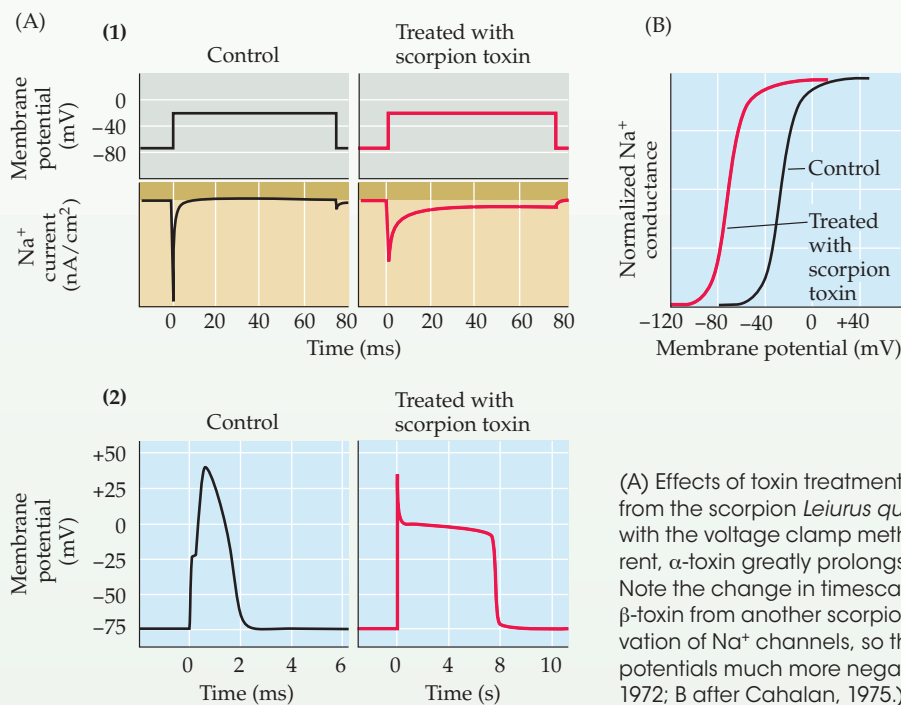 (A)
(1)
Control
Treated with
scorpion toxin
Membrane
potential
(mV)
0
−40
−80
Na⁺
current
(nA/cm²)
0 20 40 60 80
0 20 40 60 80
Time (ms)
(2)
Control
Treated with
scorpion toxin
Membrane
potential
(mV)
+50
+25
0
−25
−50
−75
0 2 4 6
Time (ms)
0 4 8 10
Time (s)
(B)
Normalized Na⁺
conductance
Control
Treated
with
scorpion
toxin
−120 −80 −40 0 +40
Membrane potential (mV)
(A) Effects of toxin treatment
from the scorpion Leiurus qu
with the voltage clamp meth
rent, α-toxin greatly prolongs
Note the change in timesca
β-toxin from another scorpio
vation of Na⁺ channels, so th
potentials much more nega
1972; B after Cahalan, 1975.)